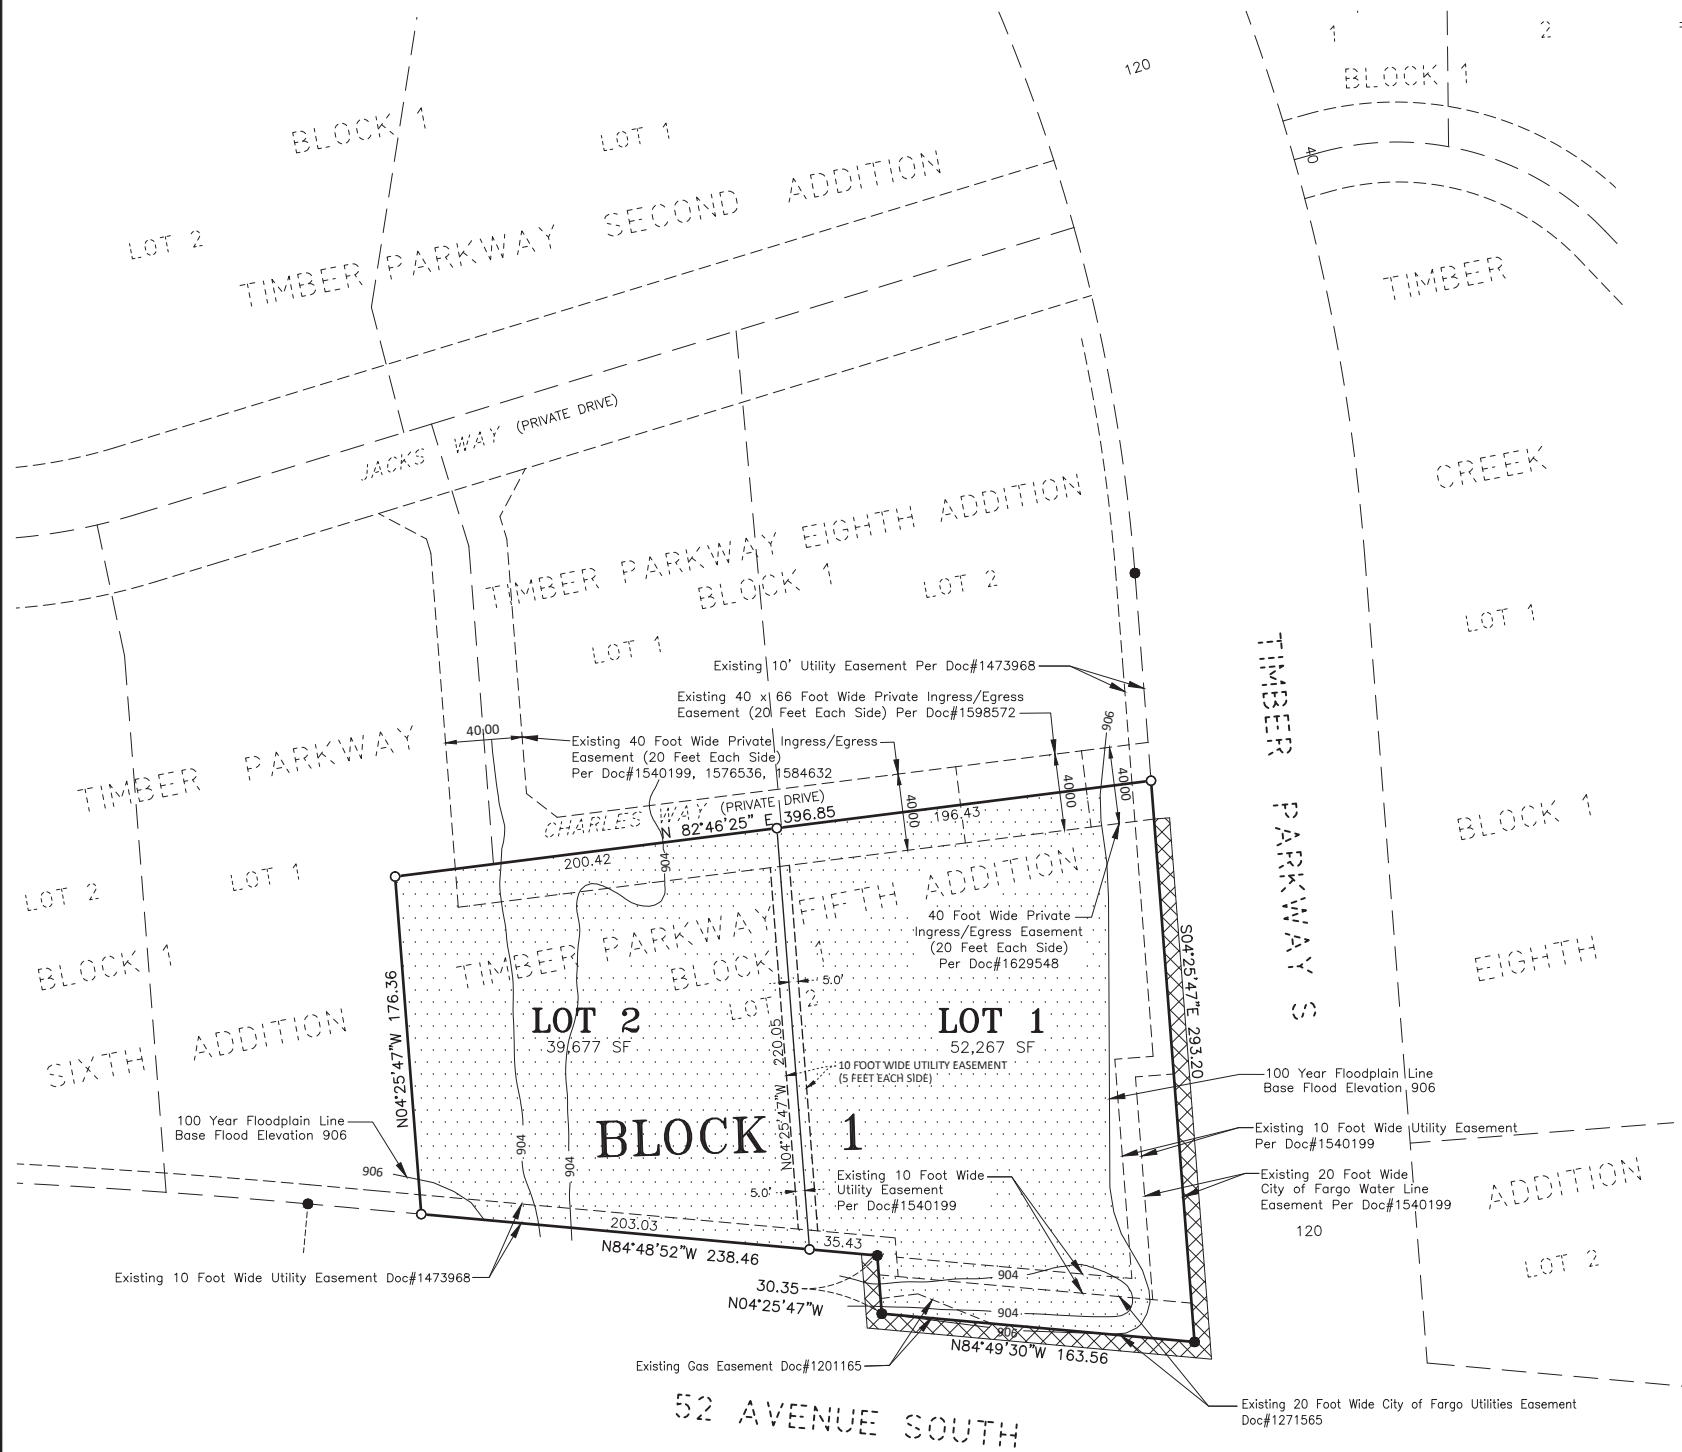 120
1
2
BLOCK 1
BLOCK 1
LOT 1
40
TIMBER PARKWAY SECOND ADDITION
LOT 2
TIMBER
JACKS WAY (PRIVATE DRIVE)
CREEK
TIMBER PARKWAY EIGHTH ADDITION
BLOCK 1
LOT 2
LOT 1
LOT 1
Existing 10' Utility Easement Per Doc#1473968
Existing 40 x 66 Foot Wide Private Ingress/Egress
Easement (20 Feet Each Side) Per Doc#1598572
906
40.00
Existing 40 Foot Wide Private Ingress/Egress
Easement (20 Feet Each Side)
Per Doc#1540199, 1576536, 1584632
TIMBER PARKWAY
TIMBER PARKWAY S
CHARLES WAY (PRIVATE DRIVE)
N 82°46'25" E 396.85
40.00
196.43
40.00
40.00
BLOCK 1
200.42
904
LOT 2
LOT 1
TIMBER PARKWAY FIFTH ADDITION
BLOCK 1
LOT 2
40 Foot Wide Private
Ingress/Egress Easement
(20 Feet Each Side)
Per Doc#1629548
BLOCK 1
EIGHTH
5.0'
N04°25'47"W 176.36
S04°25'47"E 293.20
SIXTH ADDITION
LOT 2
39,677 SF
LOT 1
52,267 SF
N04°25'47"W 220.05
10 FOOT WIDE UTILITY EASEMENT
(5 FEET EACH SIDE)
100 Year Floodplain Line
Base Flood Elevation 906
100 Year Floodplain Line
Base Flood Elevation 906
BLOCK 1
Existing 10 Foot Wide Utility Easement
Per Doc#1540199
906
904
904
Existing 10 Foot Wide
Utility Easement
Per Doc#1540199
5.0'
Existing 20 Foot Wide
City of Fargo Water Line
Easement Per Doc#1540199
ADDITION
120
LOT 2
203.03
35.43
N84°48'52"W 238.46
Existing 10 Foot Wide Utility Easement Doc#1473968
30.35
N04°25'47"W
904
904
906
N84°49'30"W 163.56
Existing Gas Easement Doc#1201165
52 AVENUE SOUTH
Existing 20 Foot Wide City of Fargo Utilities Easement
Doc#1271565